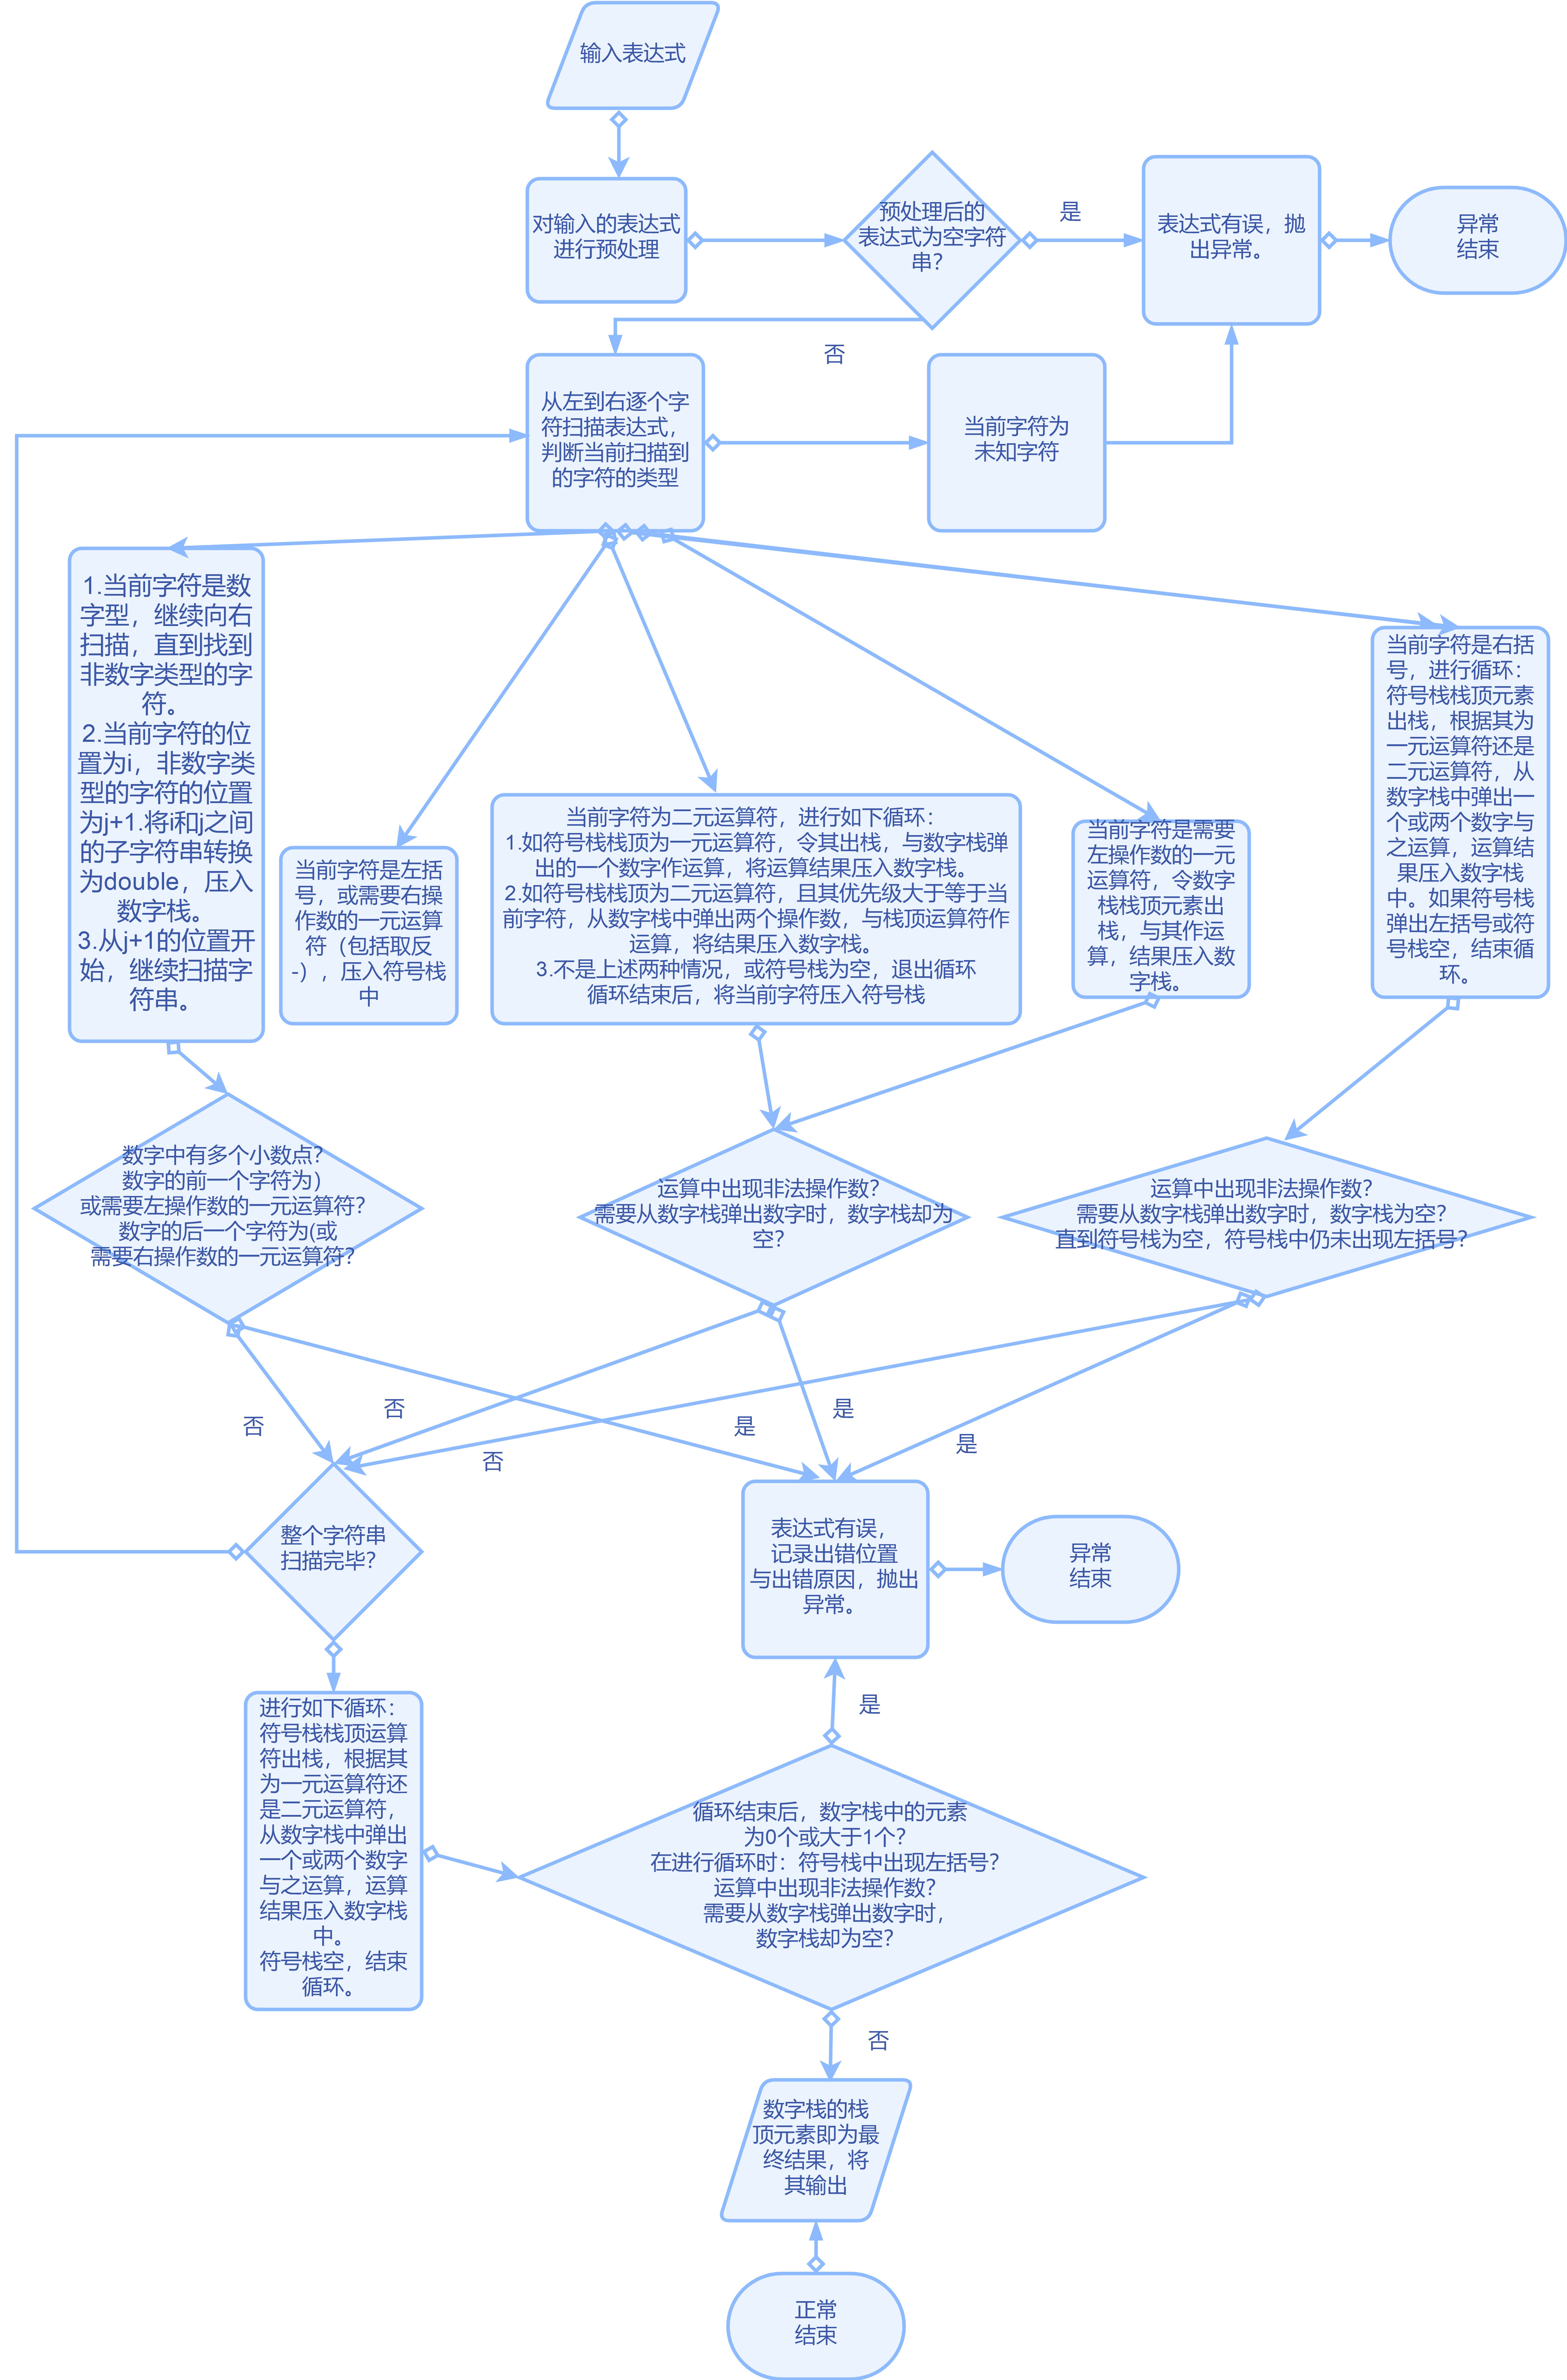 输入表达式
对输入的表达式
进行预处理
预处理后的
表达式为空字符
串？
是
表达式有误，抛
出异常。
异常
结束
否
从左到右逐个字
符扫描表达式，
判断当前扫描到
的字符的类型
当前字符为
未知字符
1.当前字符是数
字型，继续向右
扫描，直到找到
非数字类型的字
符。
2.当前字符的位
置为i，非数字类
型的字符的位置
为j+1.将i和j之间
的子字符串转换
为double，压入
数字栈。
3.从j+1的位置开
始，继续扫描字
符串。
当前字符是左括
号，或需要右操
作数的一元运算
符（包括取反
-），压入符号栈
中
当前字符为二元运算符，进行如下循环：
1.如符号栈栈顶为一元运算符，令其出栈，与数字栈弹
出的一个数字作运算，将运算结果压入数字栈。
2.如符号栈栈顶为二元运算符，且其优先级大于等于当
前字符，从数字栈中弹出两个操作数，与栈顶运算符作
运算，将结果压入数字栈。
3.不是上述两种情况，或符号栈为空，退出循环
循环结束后，将当前字符压入符号栈
当前字符是需要
左操作数的一元
运算符，令数字
栈栈顶元素出
栈，与其作运
算，结果压入数
字栈。
当前字符是右括
号，进行循环：
符号栈栈顶元素
出栈，根据其为
一元运算符还是
二元运算符，从
数字栈中弹出一
个或两个数字与
之运算，运算结
果压入数字栈
中。如果符号栈
弹出左括号或符
号栈空，结束循
环。
数字中有多个小数点？
数字的前一个字符为）
或需要左操作数的一元运算符？
数字的后一个字符为(或
需要右操作数的一元运算符？
运算中出现非法操作数？
需要从数字栈弹出数字时，数字栈却为
空？
运算中出现非法操作数？
需要从数字栈弹出数字时，数字栈为空？
直到符号栈为空，符号栈中仍未出现左括号？
否
否
否
是
是
是
整个字符串
扫描完毕？
表达式有误，
记录出错位置
与出错原因，抛出
异常。
异常
结束
进行如下循环：
符号栈栈顶运算
符出栈，根据其
为一元运算符还
是二元运算符，
从数字栈中弹出
一个或两个数字
与之运算，运算
结果压入数字栈
中。
符号栈空，结束
循环。
是
循环结束后，数字栈中的元素
为0个或大于1个？
在进行循环时：符号栈中出现左括号？
运算中出现非法操作数？
需要从数字栈弹出数字时，
数字栈却为空？
否
数字栈的栈
顶元素即为最
终结果，将
其输出
正常
结束